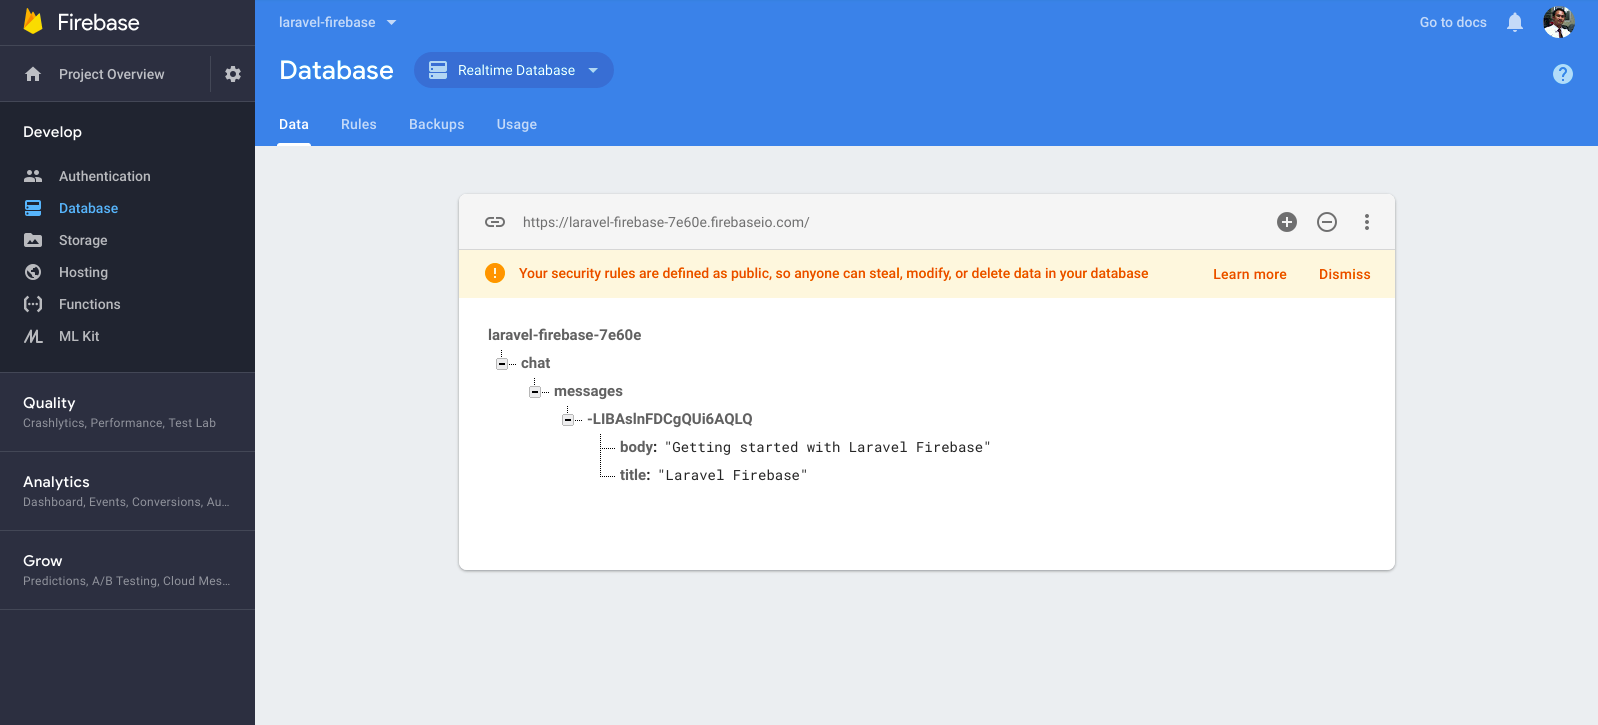 Firebase
Project Overview
Develop
Authentication
Database
Storage
Hosting
Functions
ML Kit
Quality
Crashlytics, Performance, Test Lab
Analytics
Dashboard, Events, Conversions, Au...
Grow
Predictions, A/B Testing, Cloud Mes...
laravel-firebase
Go to docs
Database
Realtime Database
Data Rules Backups Usage
https://laravel-firebase-7e60e.firebaseio.com/
Your security rules are defined as public, so anyone can steal, modify, or delete data in your database Learn more Dismiss
laravel-firebase-7e60e
chat
messages
-LIBAslnFDCgQUi6AQLQ
body: "Getting started with Laravel Firebase"
title: "Laravel Firebase"